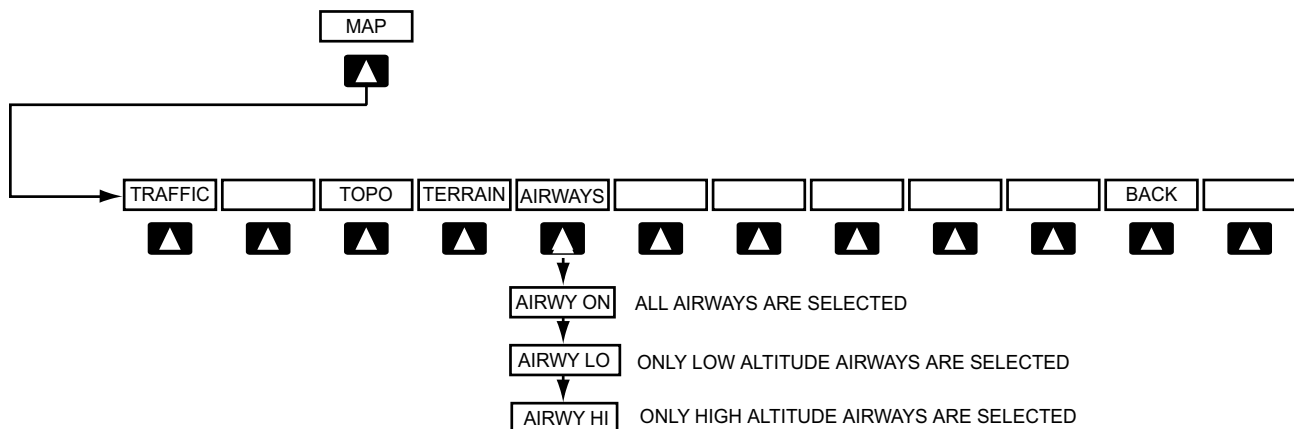 MAP
TRAFFIC TOPO TERRAIN AIRWAYS BACK
AIRWY ON ALL AIRWAYS ARE SELECTED
AIRWY LO ONLY LOW ALTITUDE AIRWAYS ARE SELECTED
AIRWY HI ONLY HIGH ALTITUDE AIRWAYS ARE SELECTED